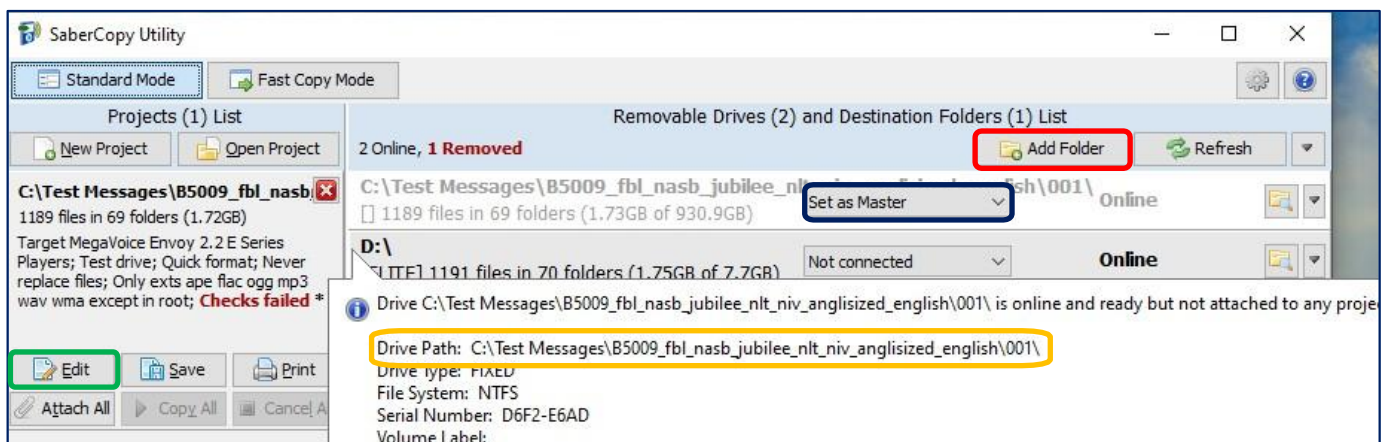 SaberCopy Utility
Standard Mode
Fast Copy Mode
Projects (1) List
Removable Drives (2) and Destination Folders (1) List
New Project
Open Project
2 Online, 1 Removed
Add Folder
Refresh
C:\Test Messages\B5009_fbl_nasb
1189 files in 69 folders (1.72GB)
Target MegaVoice Envoy 2.2 E Series
Players; Test drive; Quick format; Never
replace files; Only exts ape flac ogg mp3
wav wma except in root; Checks failed *
C:\Test Messages\B5009_fbl_nasb_jubilee_nlt
[] 1189 files in 69 folders (1.73GB of 930.9GB)
Set as Master
\001\
Online
D:\
1191 files in 70 folders (1.75GB of 7.7GB)
Not connected
Online
Edit
Save
Print
Attach All
Copy All
Cancel A
Drive C:\Test Messages\B5009_fbl_nasb_jubilee_nlt_niv_anglisized_english\001\ is online and ready but not attached to any proje
Drive Path: C:\Test Messages\B5009_fbl_nasb_jubilee_nlt_niv_anglisized_english\001\
Drive Type: FIXED
File System: NTFS
Serial Number: D6F2-E6AD
Volume Label: